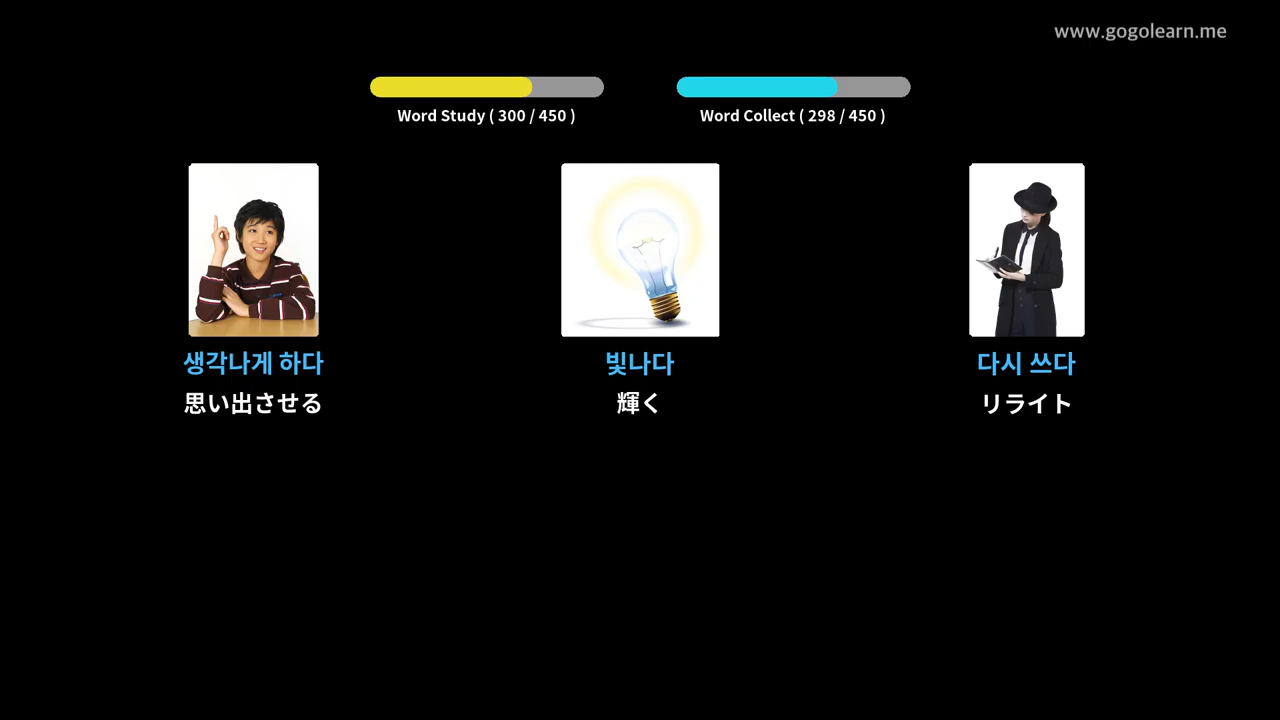 www.gogolearn.me
Word Study ( 300 / 450 )
Word Collect ( 298 / 450 )
생각나게 하다
빛나다
다시 쓰다
思い出させる
輝く
リライト